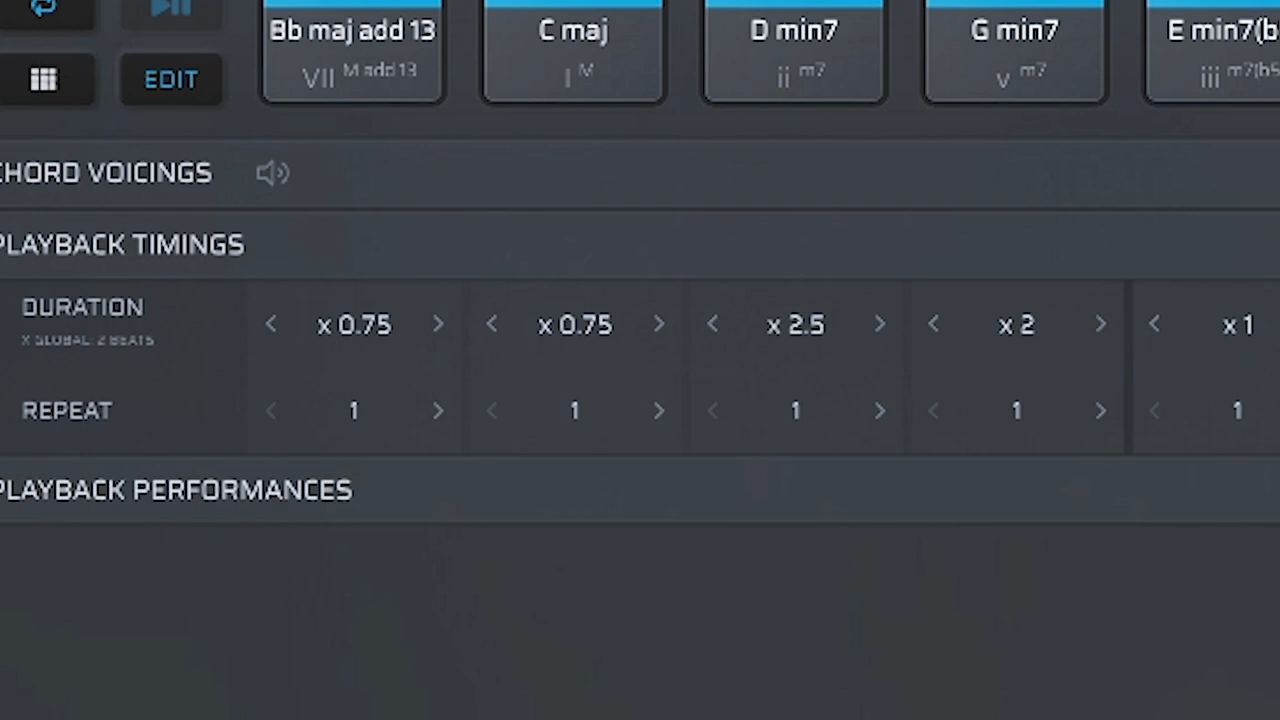 Bb maj add 13 C maj D min7 G min7 E min7(b
EDIT VII M add 13 I M ii m7 v m7 iii m7(b5
CHORD VOICINGS
PLAYBACK TIMINGS
DURATION
x 0.75 x 0.75 x 2.5 x 2 x 1
X GLOBAL: 2 BEATS
REPEAT 1 1 1 1 1
PLAYBACK PERFORMANCES